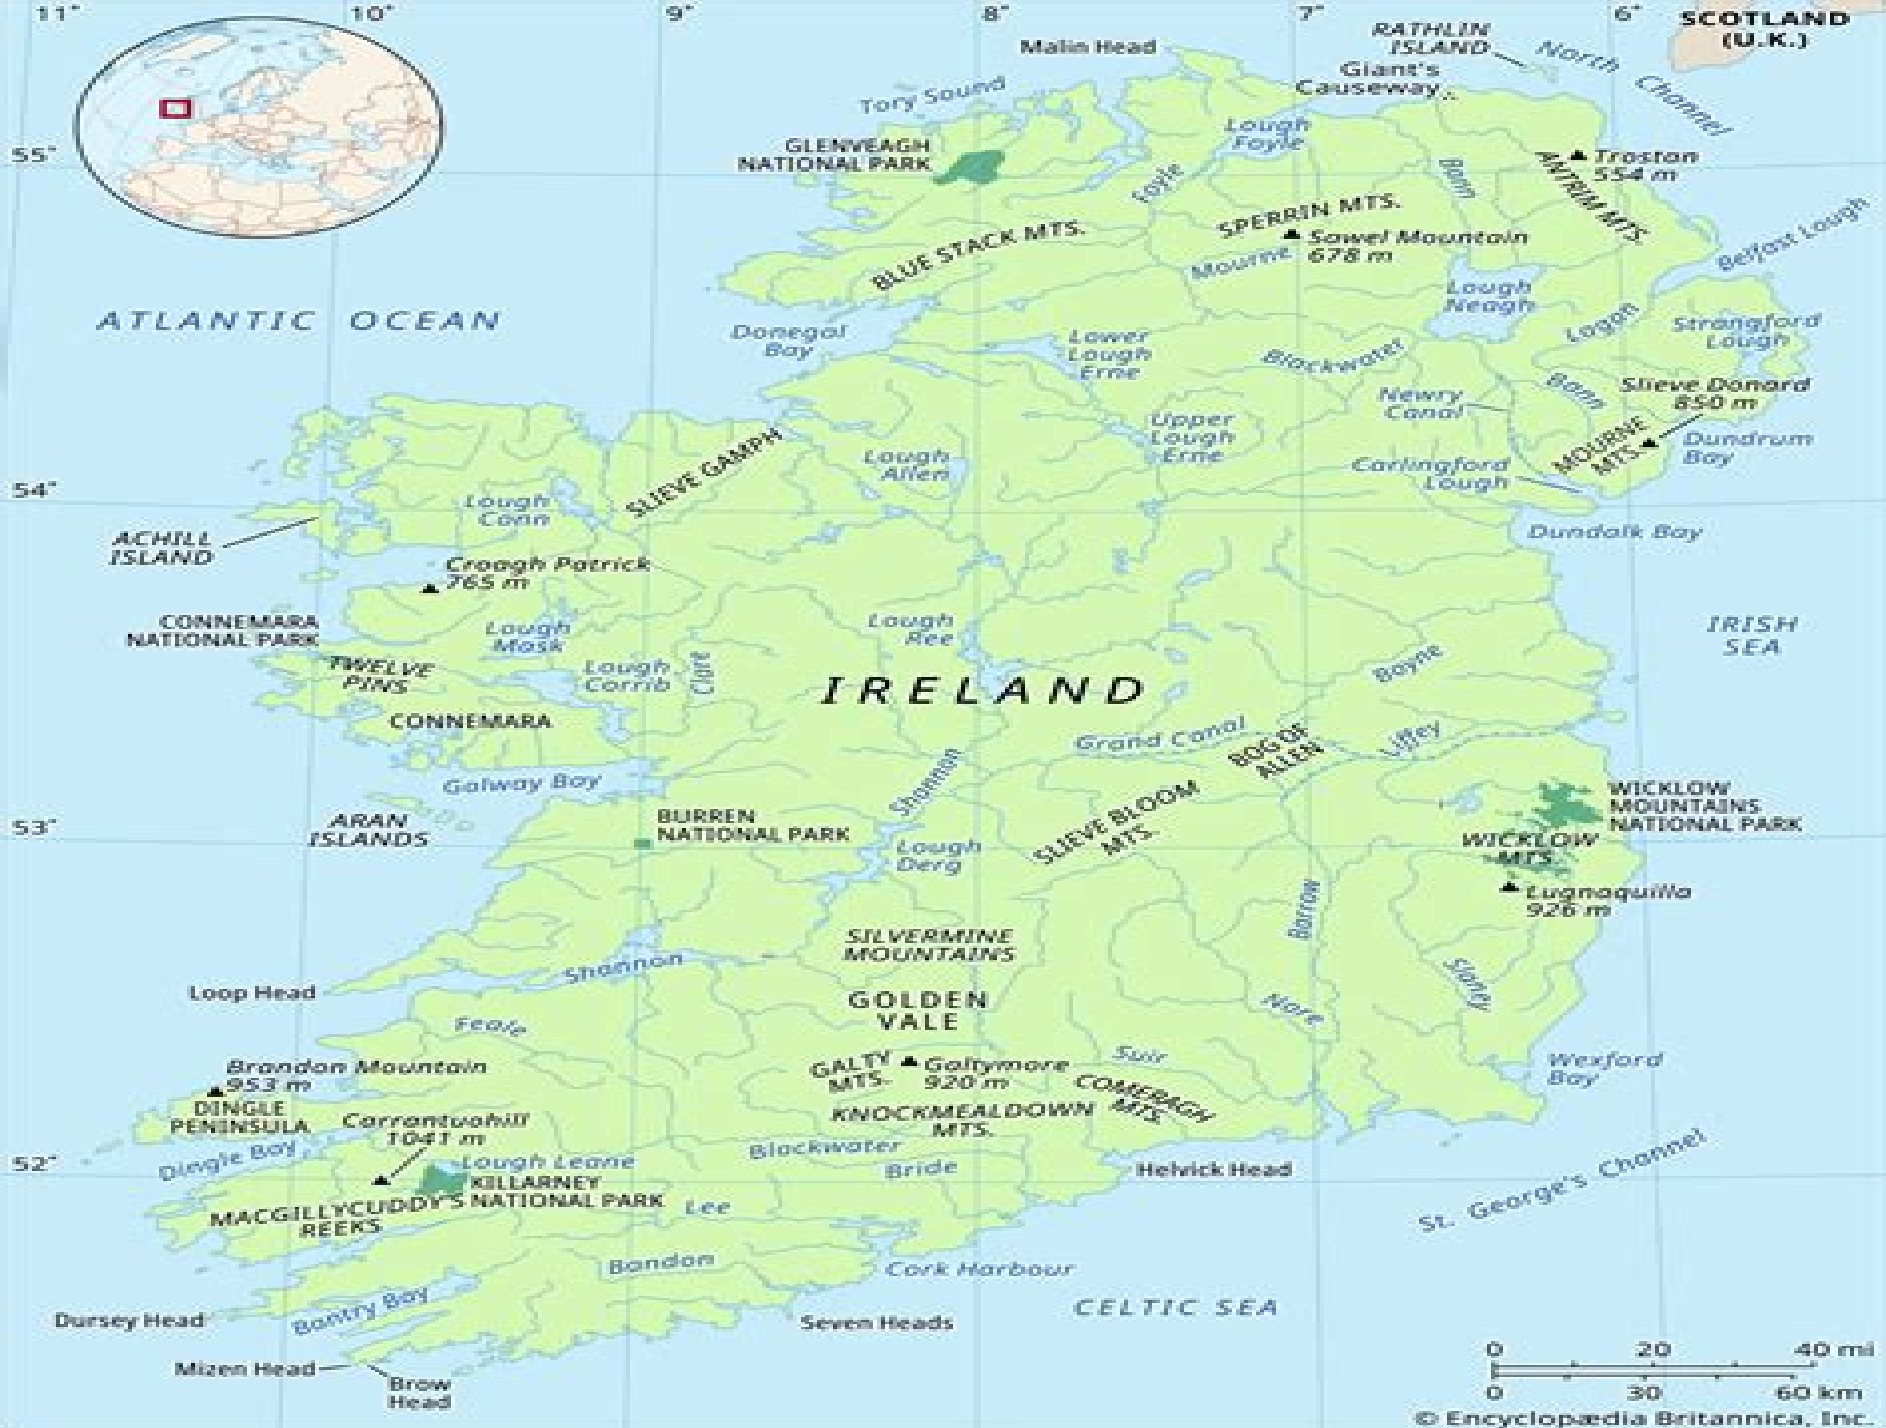 11° 10° 9° 8° 7° 6°
SCOTLAND
(U.K.)
RATHLIN
ISLAND
North Channel
Malin Head
Giant's
Causeway
Tory Sound
Lough
Foyle
GLENVEAGH
NATIONAL PARK
55°
Foyle
Bann
Trostan
554 m
ANTRIM MTS.
SPERRIN MTS.
Sawel Mountain
678 m
BLUE STACK MTS.
Mourne
Belfast Lough
Lough
Neagh
ATLANTIC OCEAN
Donegal
Bay
Lower
Lough
Erne
Blackwater
Lagan
Strangford
Lough
Newry
Canal
Bann
Slieve Donard
850 m
Upper
Lough
Erne
MOURNE
MTS.
Dundrum
Bay
SLIEVE GAMPH
Lough
Allen
Carlingford
Lough
54°
Lough
Conn
ACHILL
ISLAND
Dundalk Bay
Croagh Patrick
765 m
CONNEMARA
NATIONAL PARK
Lough
Mask
Lough
Ree
IRISH
SEA
TWELVE
PINS
Lough
Corrib
Clare
Boyne
IRELAND
CONNEMARA
Grand Canal
BOG OF
ALLEN
Liffey
Galway Bay
Shannon
ARAN
ISLANDS
53°
BURREN
NATIONAL PARK
SLIEVE BLOOM
MTS.
WICKLOW
MOUNTAINS
NATIONAL PARK
Lough
Derg
WICKLOW
MTS.
Lugnaquilla
926 m
Barrow
SILVERMINE
MOUNTAINS
Shannon
Loop Head
Slaney
GOLDEN
VALE
Nore
Feale
Brandon Mountain
953 m
GALTY
MTS.
Galtymore
920 m
Suir
Wexford
Bay
DINGLE
PENINSULA
COMERAGH
MTS.
Carrantuohill
1041 m
KNOCKMEALDOWN
MTS.
Dingle Bay
Blackwater
52°
Lough Leane
Bride
Helvick Head
St. George's Channel
KILLARNEY
NATIONAL PARK
MACGILLYCUDDY'S
REEKS
Lee
Bandon
Cork Harbour
Bantry Bay
CELTIC SEA
Dursey Head
Seven Heads
Mizen Head
Brow
Head
0 20 40 mi
0 30 60 km
© Encyclopædia Britannica, Inc.